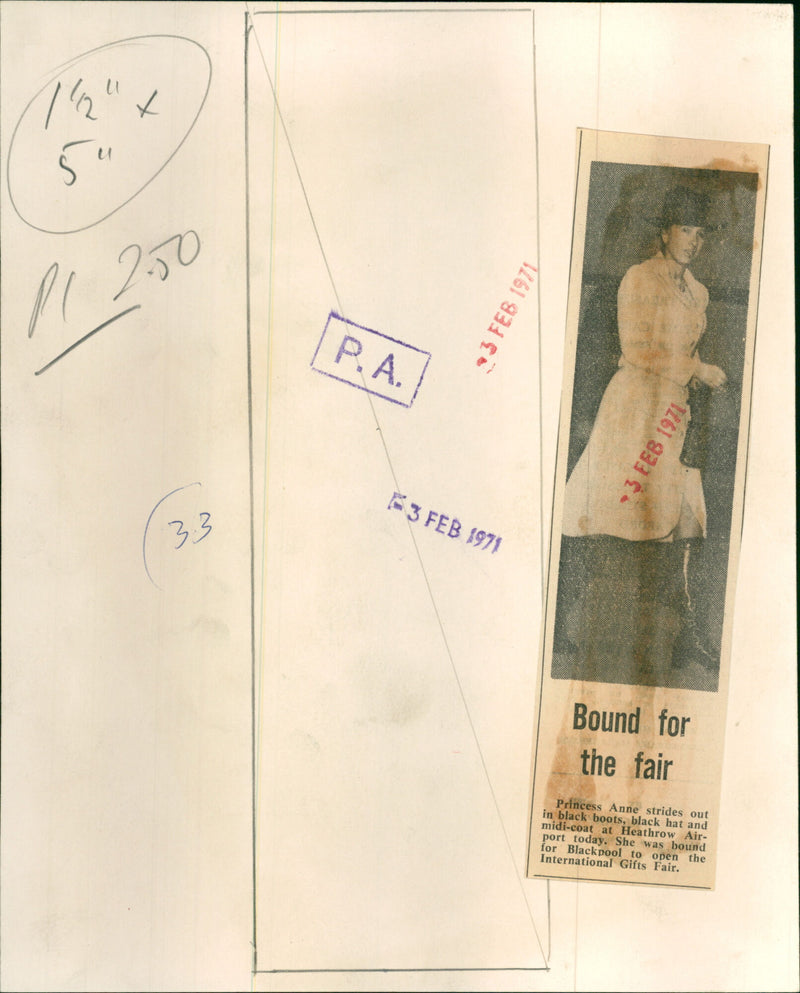 1½" x
5"
P1 2.50
P. A.
3 FEB 1971
3 FEB 1971
3 FEB 1971
33
Bound for
the fair
Princess Anne strides out
in black boots, black hat and
midi-coat at Heathrow Air-
port today. She was bound
for Blackpool to open the
International Gifts Fair.